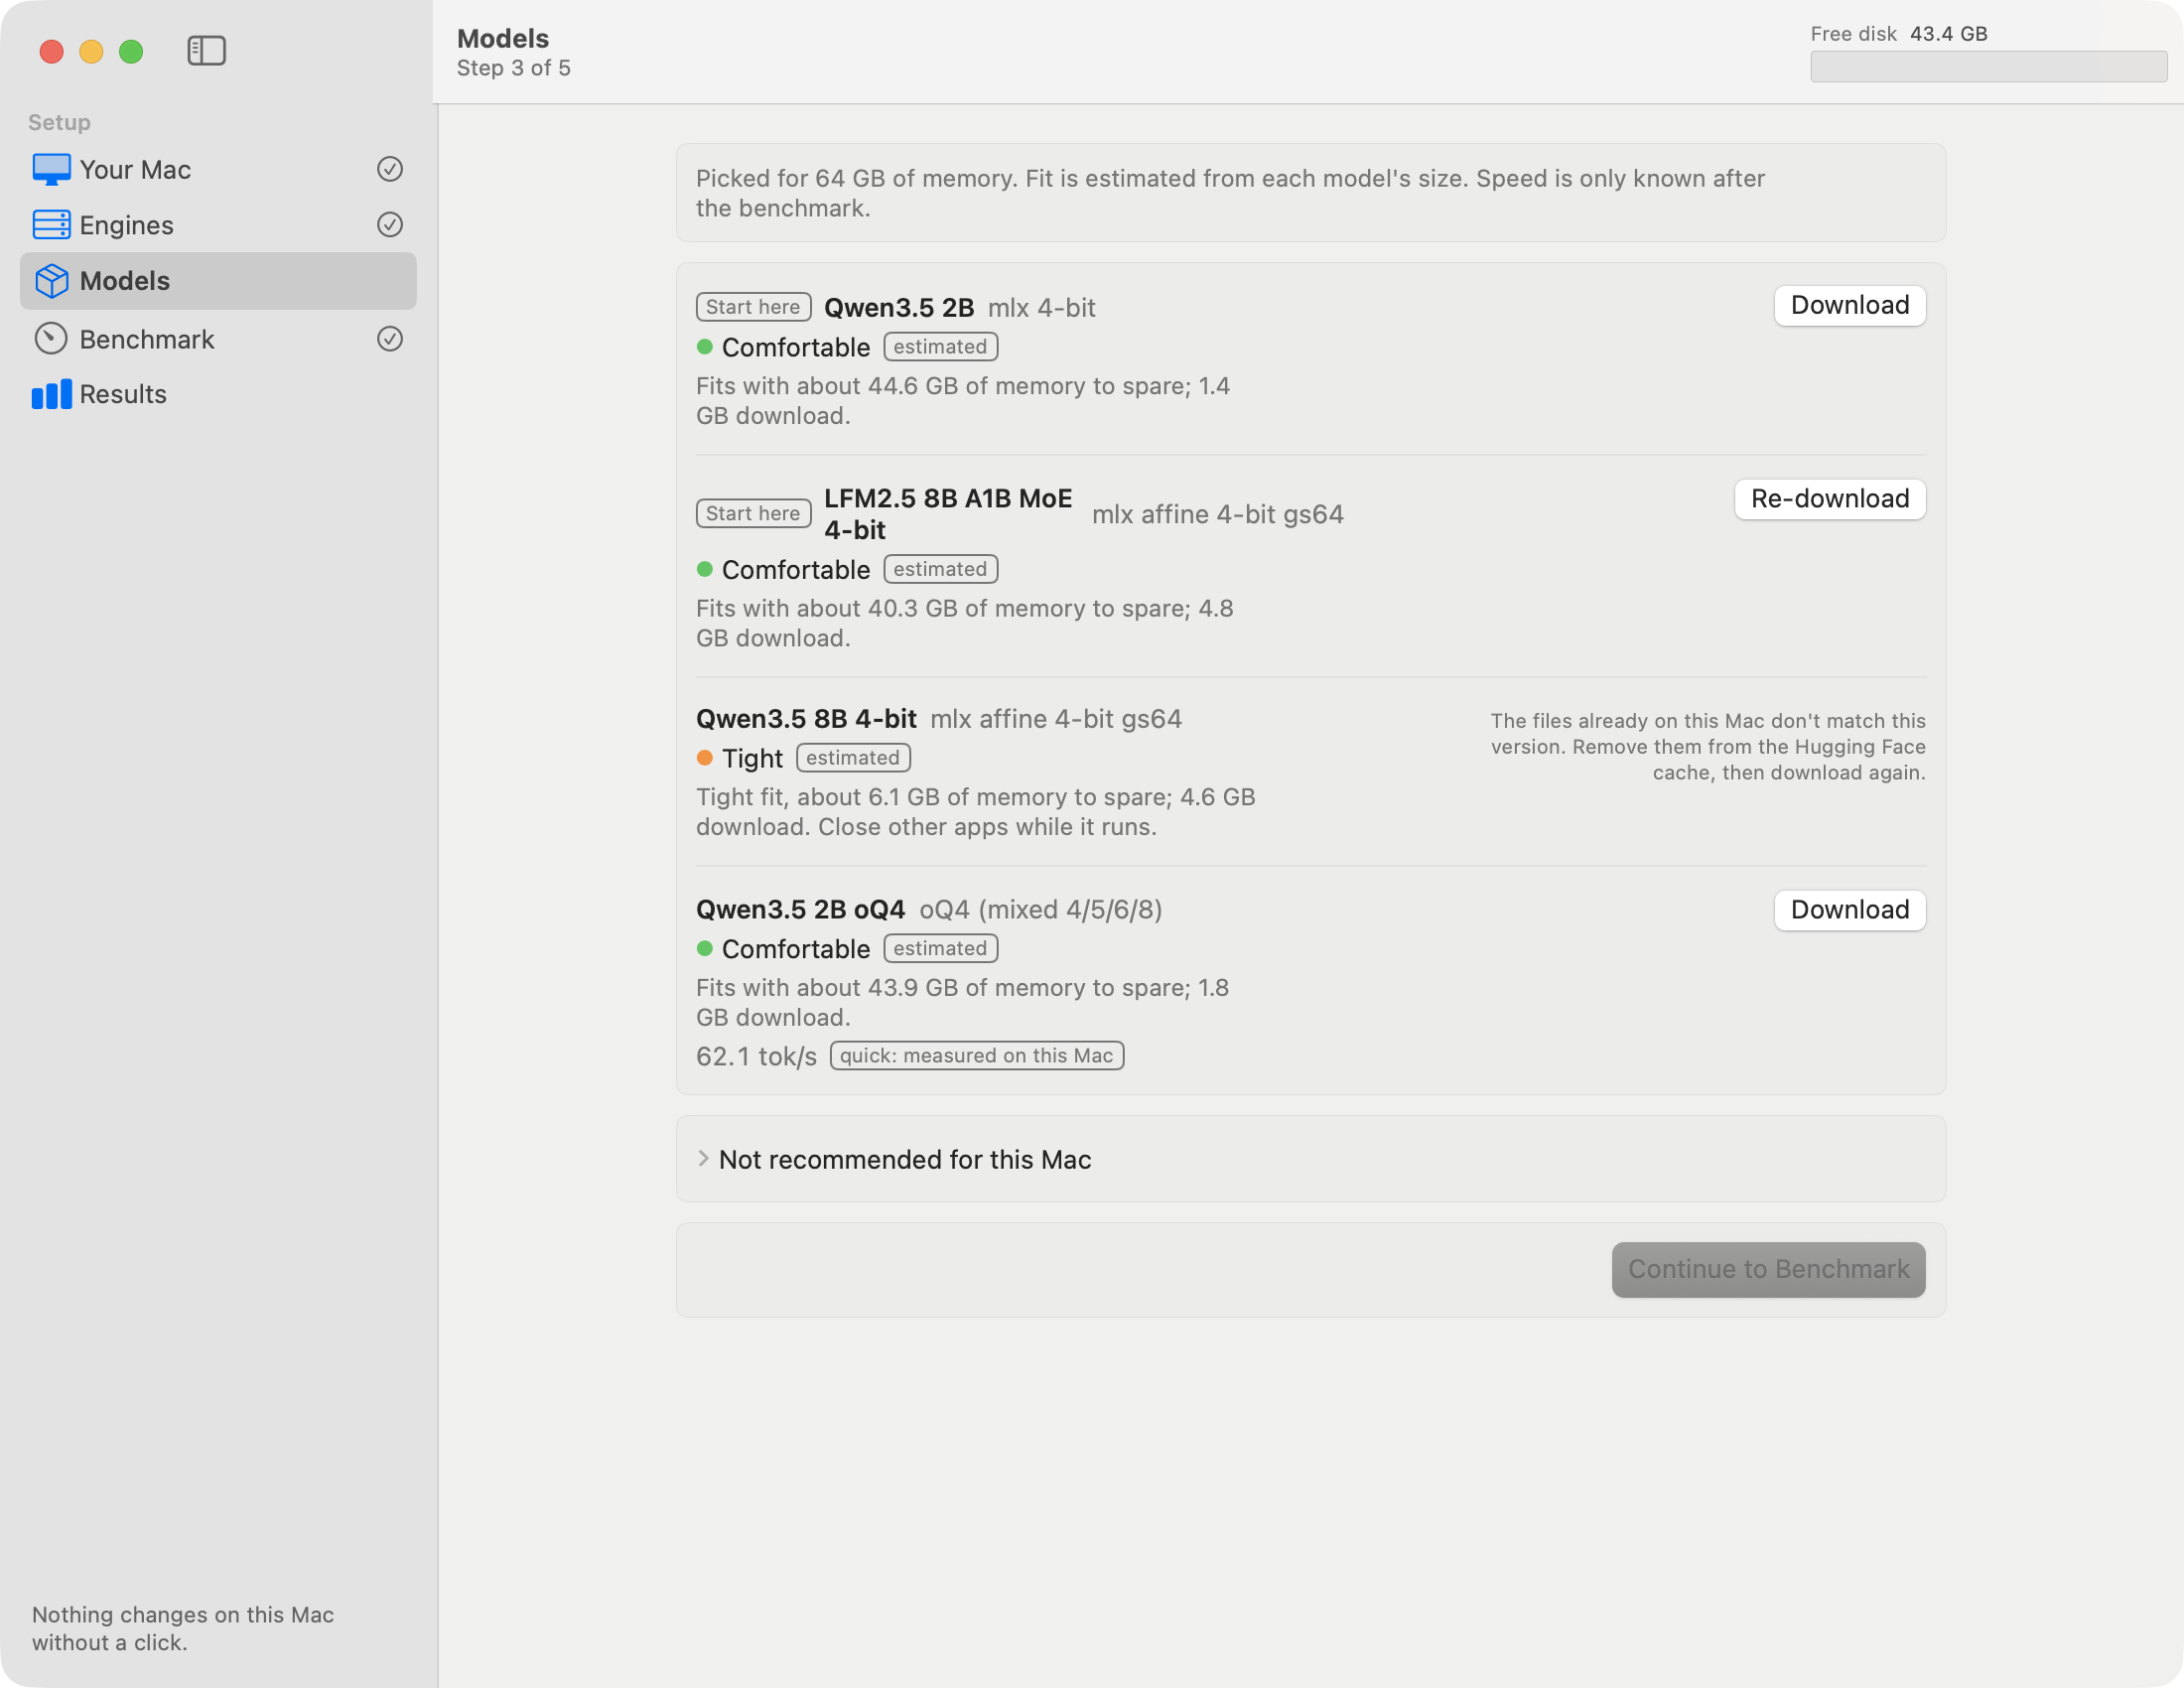 Models
Step 3 of 5
Free disk 43.4 GB
Setup
Your Mac
Engines
Models
Benchmark
Results
Nothing changes on this Mac
without a click.
Picked for 64 GB of memory. Fit is estimated from each model's size. Speed is only known after
the benchmark.
Start here Qwen3.5 2B mlx 4-bit
Download
Comfortable estimated
Fits with about 44.6 GB of memory to spare; 1.4
GB download.
Start here LFM2.5 8B A1B MoE
4-bit
mlx affine 4-bit gs64
Re-download
Comfortable estimated
Fits with about 40.3 GB of memory to spare; 4.8
GB download.
Qwen3.5 8B 4-bit mlx affine 4-bit gs64
Tight estimated
Tight fit, about 6.1 GB of memory to spare; 4.6 GB
download. Close other apps while it runs.
The files already on this Mac don't match this
version. Remove them from the Hugging Face
cache, then download again.
Qwen3.5 2B oQ4 oQ4 (mixed 4/5/6/8)
Download
Comfortable estimated
Fits with about 43.9 GB of memory to spare; 1.8
GB download.
62.1 tok/s quick: measured on this Mac
Not recommended for this Mac
Continue to Benchmark